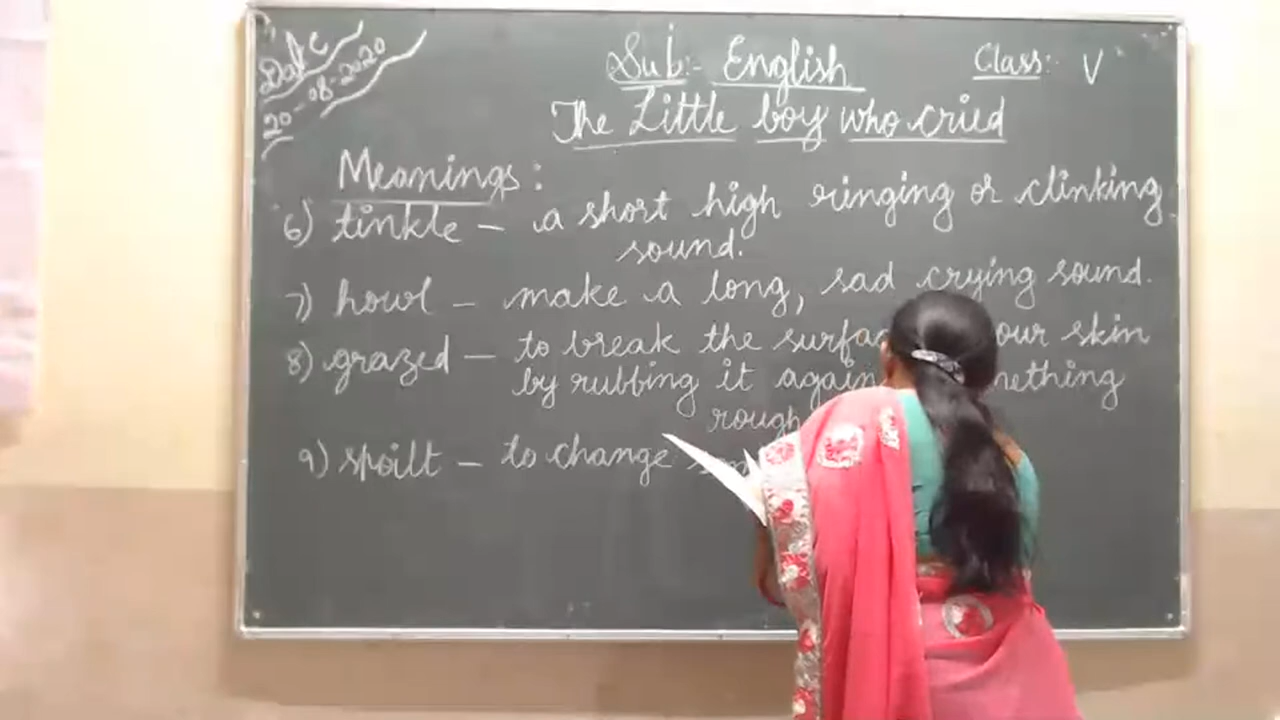 Date
20-08-2020
Sub:- English
Class:- V
The Little boy who cried
Meanings:
6) tinkle - a short high ringing or clinking
sound.
7) howl - make a long, sad crying sound.
8) grazed - to break the surfac our skin
by rubbing it again nething
rough
9) spoilt - to change